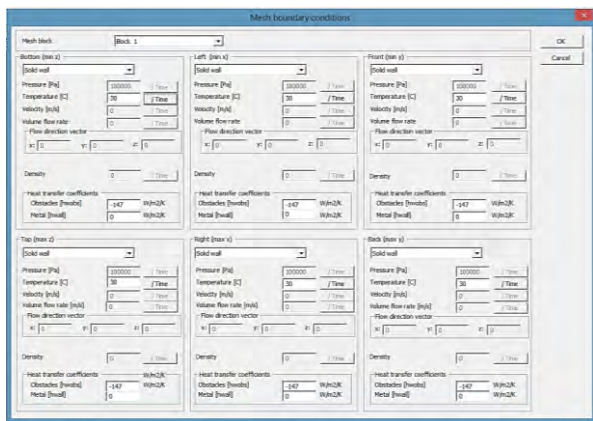 Mesh boundary conditions
Mesh block Block 1 OK
Cancel
Bottom (min z)
Solid wall
Pressure [Pa] 100000 / Time
Temperature [C] 30 / Time
Velocity [m/s] 0 / Time
Volume flow rate 0 / Time
Flow direction vector
x: 0 y: 0 z: 0
Density 0 / Time
Heat transfer coefficients
Obstacles [hwobs] -147 W/m2/K
Metal [hwall] 0 W/m2/K
Left (min x)
Solid wall
Pressure [Pa] 100000 / Time
Temperature [C] 30 / Time
Velocity [m/s] 0 / Time
Volume flow rate 0 / Time
Flow direction vector
x: 0 y: 0 z: 0
Density 0 / Time
Heat transfer coefficients
Obstacles [hwobs] -147 W/m2/K
Metal [hwall] 0 W/m2/K
Front (min y)
Solid wall
Pressure [Pa] 100000 / Time
Temperature [C] 30 / Time
Velocity [m/s] 0 / Time
Volume flow rate 0 / Time
Flow direction vector
x: 0 y: 0 z: 0
Density 0 / Time
Heat transfer coefficients
Obstacles [hwobs] -147 W/m2/K
Metal [hwall] 0 W/m2/K
Top (max z)
Solid wall
Pressure [Pa] 100000 / Time
Temperature [C] 30 / Time
Velocity [m/s] 0 / Time
Volume flow rate [m/s] 0 / Time
Flow direction vector
x: 0 y: 0 z: 0
Density 0 / Time
Heat transfer coefficients W/m2/K
Obstacles [hwobs] -147 W/m2/K
Metal [hwall] 0
Right (max x)
Solid wall
Pressure [Pa] 100000 / Time
Temperature [C] 30 / Time
Velocity [m/s] 0 / Time
Volume flow rate [m/s] 0 / Time
Flow direction vector
x: 0 y: 0 z: 0
Density 0 / Time
Heat transfer coefficients
Obstacles [hwobs] -147 W/m2/K
Metal [hwall] 0 W/m2/K
Back (max y)
Solid wall
Pressure [Pa] 100000 / Time
Temperature [C] 30 / Time
Velocity [m/s] 0 / Time
Volume flow rate [m/s] 0 / Time
Flow direction vector
x: 0 y: 0 z: 0
Density 0 / Time
Heat transfer coefficients
Obstacles [hwobs] -147 W/m2/K
Metal [hwall] 0 W/m2/K